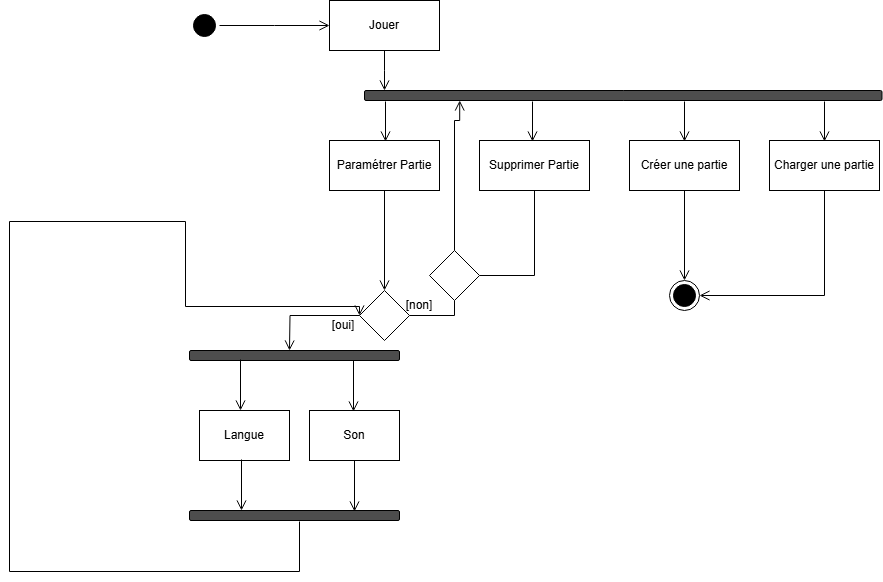 Jouer
Paramétrer Partie
Supprimer Partie
Créer une partie
Charger une partie
[non]
[oui]
Langue
Son